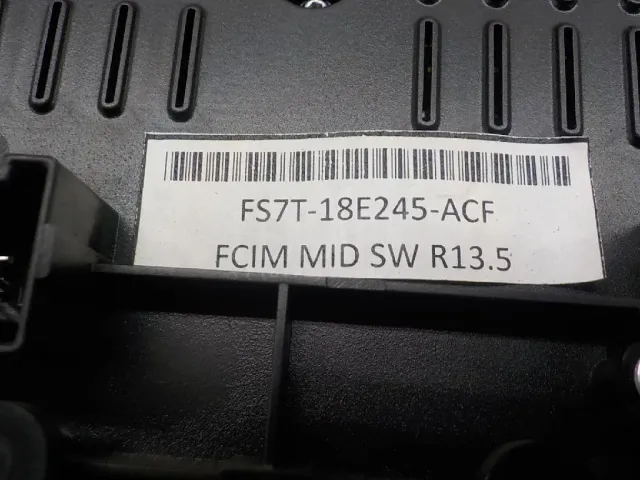 FS7T-18E245-ACF
FCIM MID SW R13.5